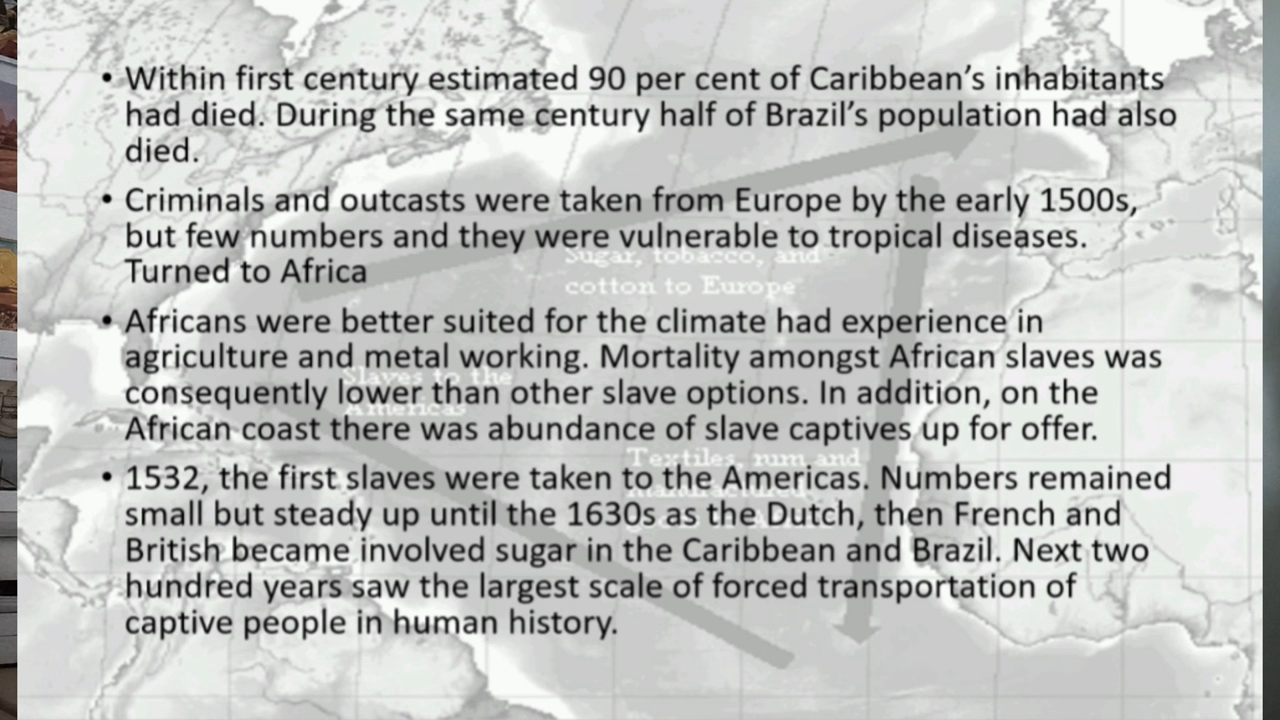 • Within first century estimated 90 per cent of Caribbean’s inhabitants
had died. During the same century half of Brazil’s population had also
died.
• Criminals and outcasts were taken from Europe by the early 1500s,
but few numbers and they were vulnerable to tropical diseases.
Turned to Africa
Sugar, tobacco, and
cotton to Europe
• Africans were better suited for the climate had experience in
agriculture and metal working. Mortality amongst African slaves was
Slaves to the
consequently lower than other slave options. In addition, on the
Americas
African coast there was abundance of slave captives up for offer.
Textiles, rum and
• 1532, the first slaves were taken to the Americas. Numbers remained
manufactured
small but steady up until the 1630s as the Dutch, then French and
British became involved sugar in the Caribbean and Brazil. Next two
hundred years saw the largest scale of forced transportation of
captive people in human history.